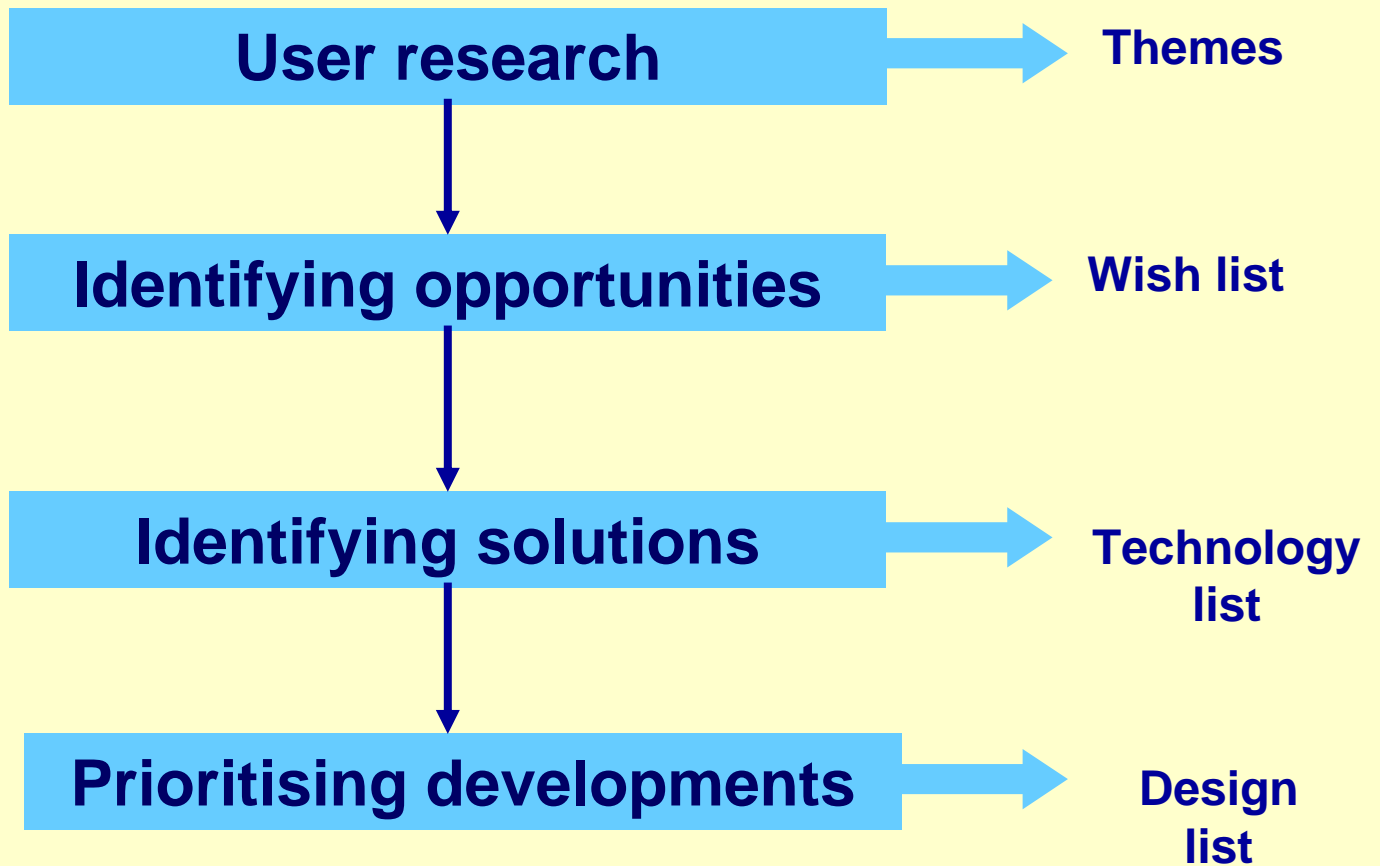 User research
Themes
Identifying opportunities
Wish list
Identifying solutions
Technology
list
Prioritising developments
Design
list